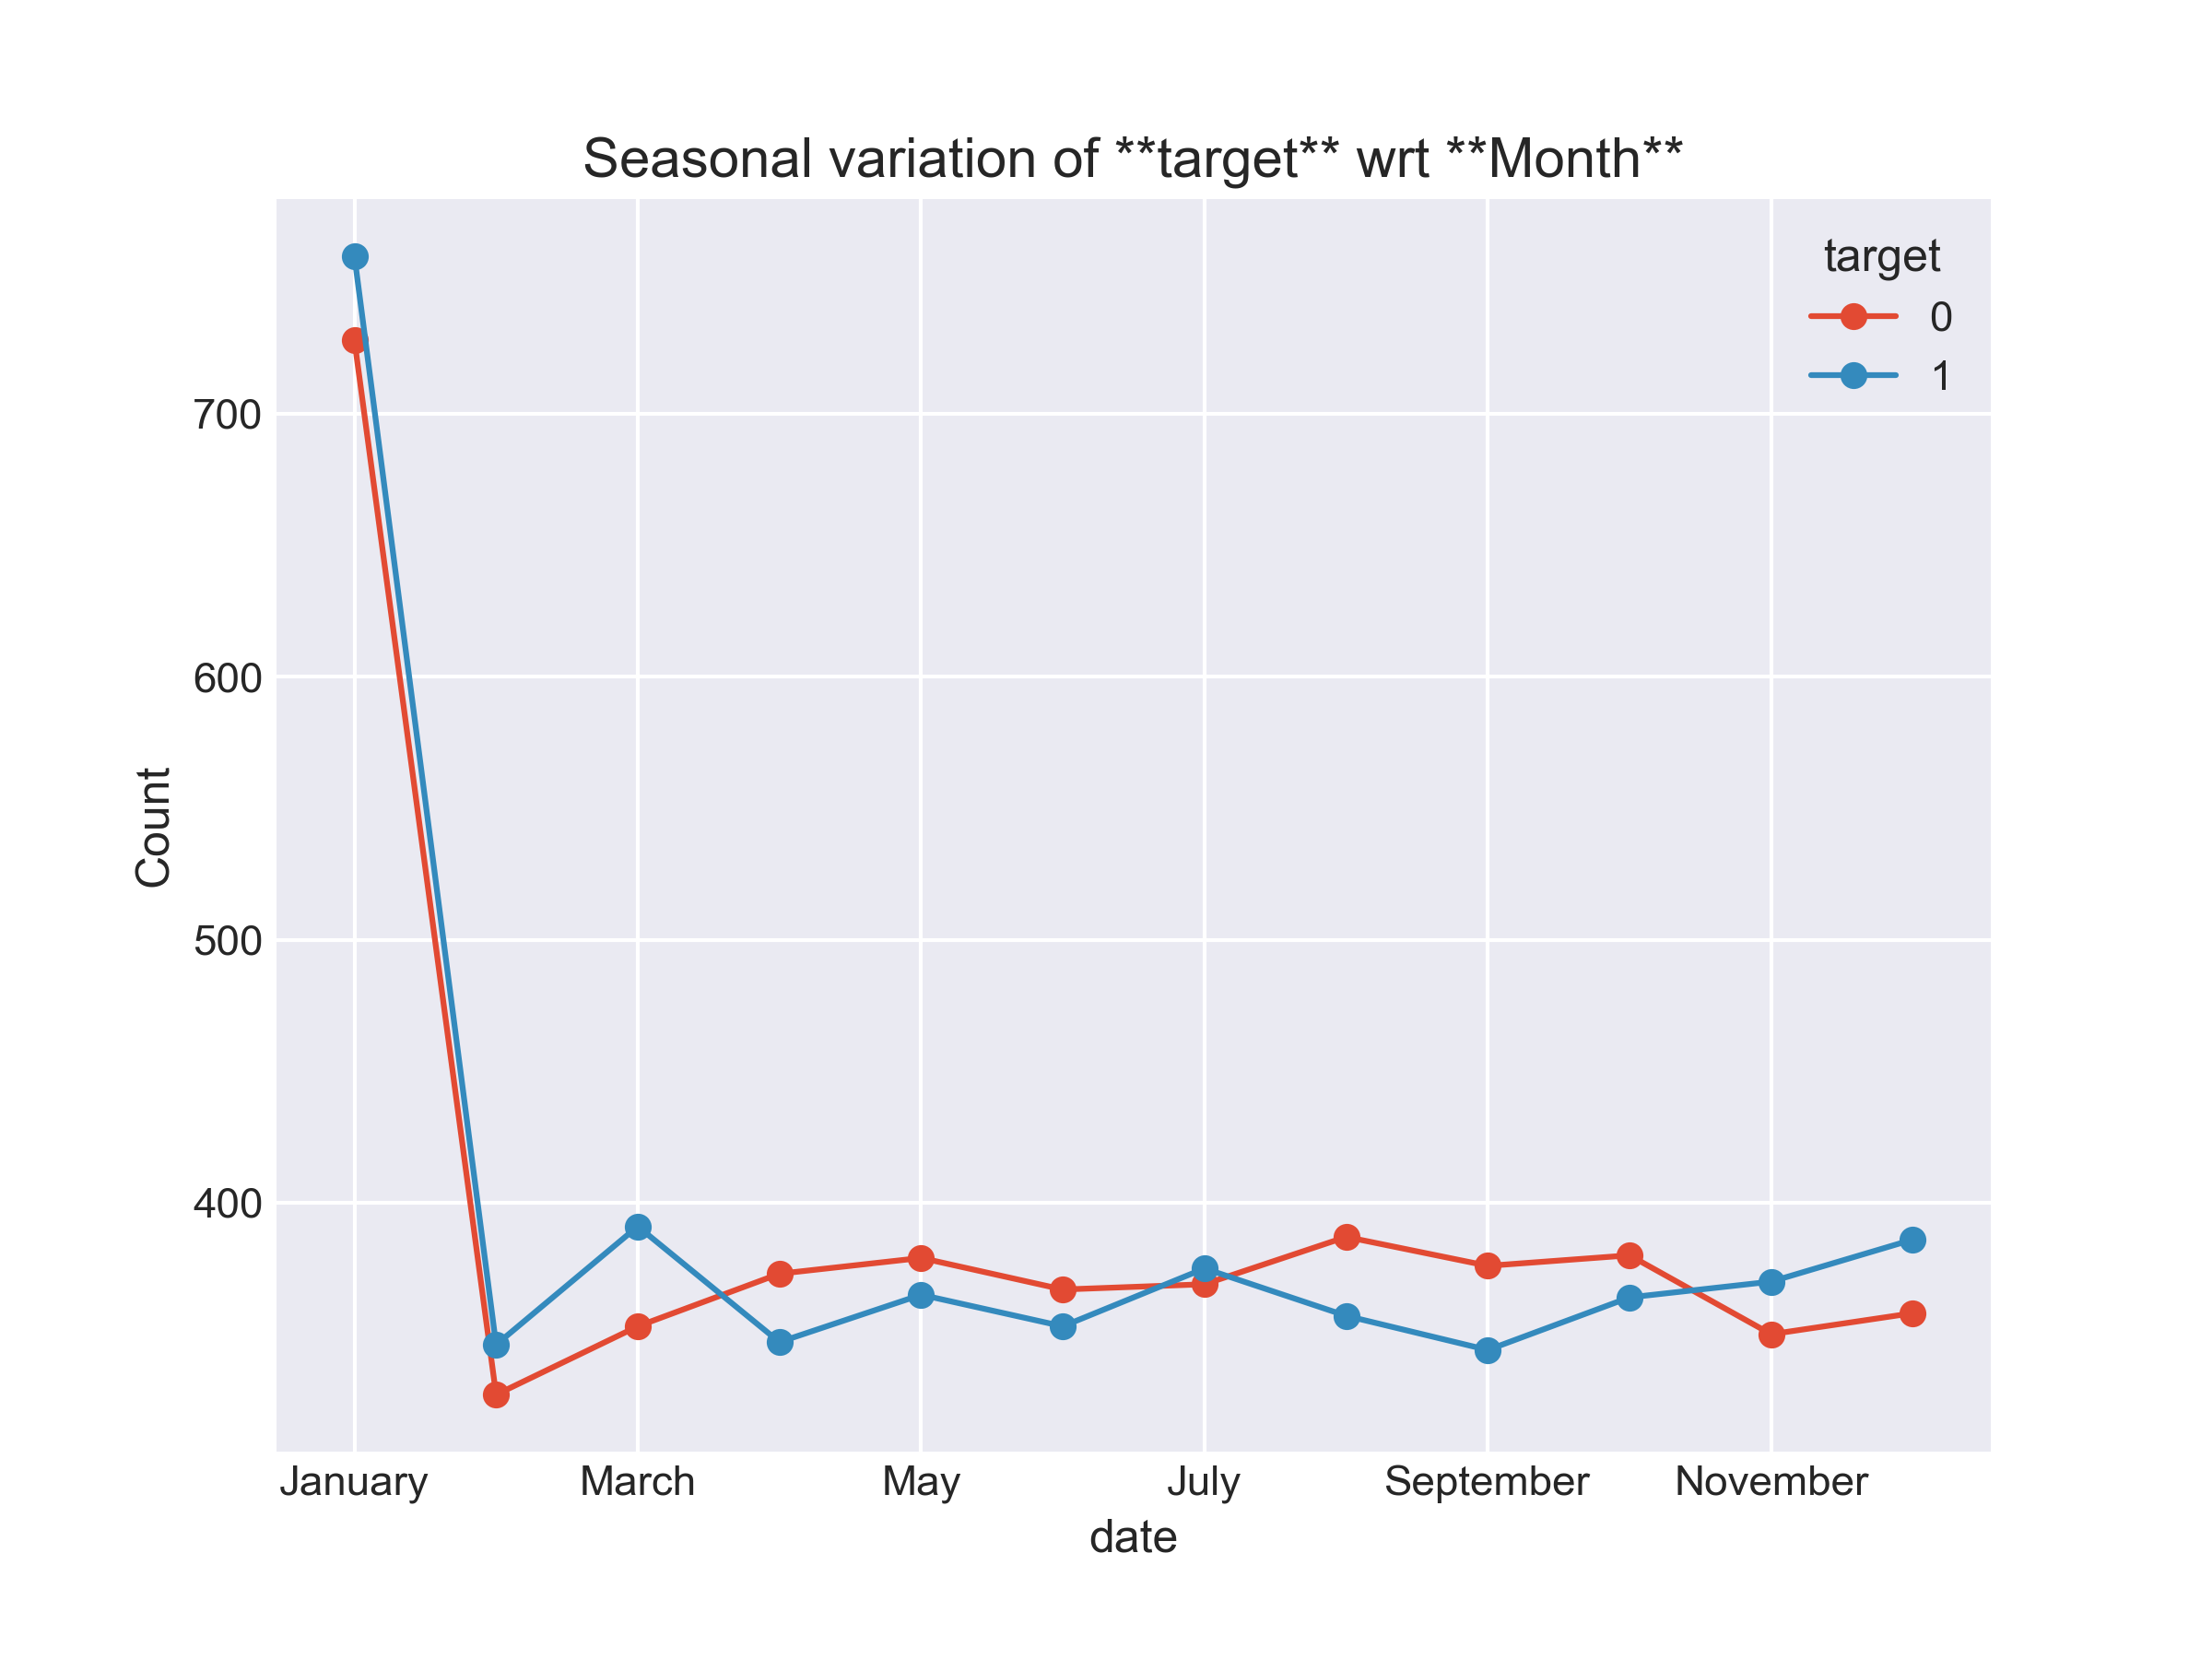 Seasonal variation of **target** wrt **Month**
target
0
1
700
600
500
400
Count
January March May July September November
date